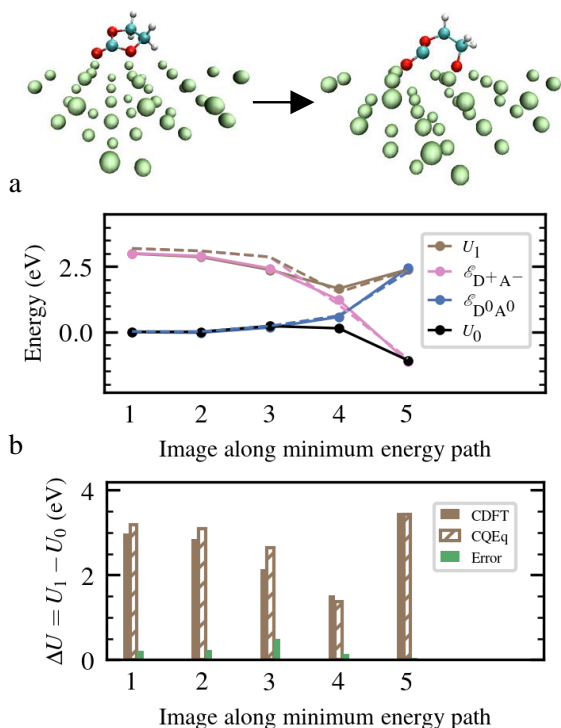 a
Energy (eV)
2.5
0.0
U₁
ℰ_D⁺A⁻
ℰ_D⁰A⁰
U₀
1 2 3 4 5
Image along minimum energy path
b
ΔU = U₁ − U₀ (eV)
4
2
0
CDFT
CQEq
Error
1 2 3 4 5
Image along minimum energy path